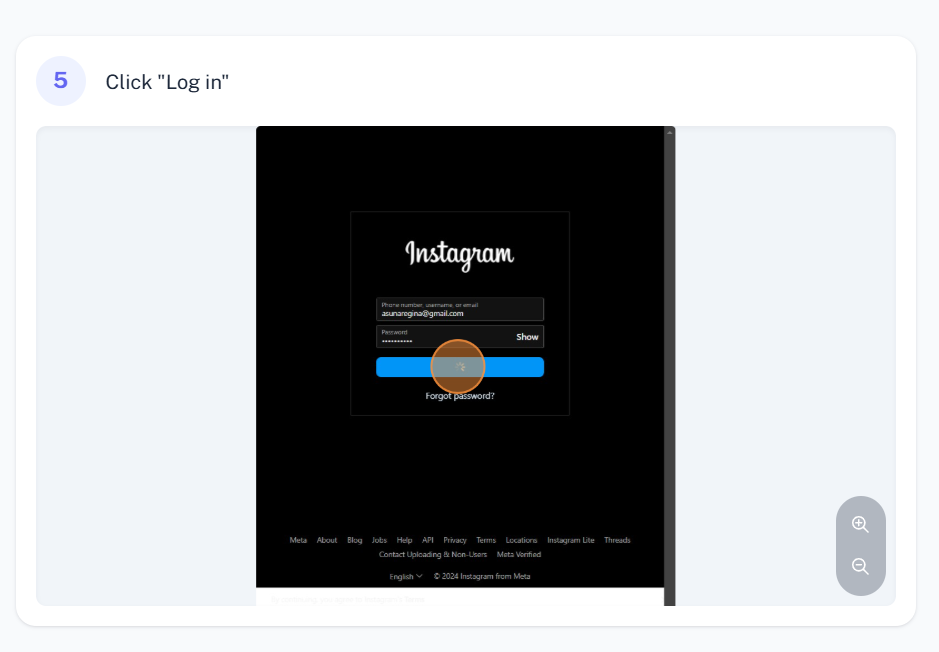 5
Click "Log in"
Instagram
Phone number, username, or email
asunaregina@gmail.com
Password
••••••••••
Show
Forgot password?
Meta About Blog Jobs Help API Privacy Terms Locations Instagram Lite Threads
Contact Uploading & Non-Users Meta Verified
English © 2024 Instagram from Meta